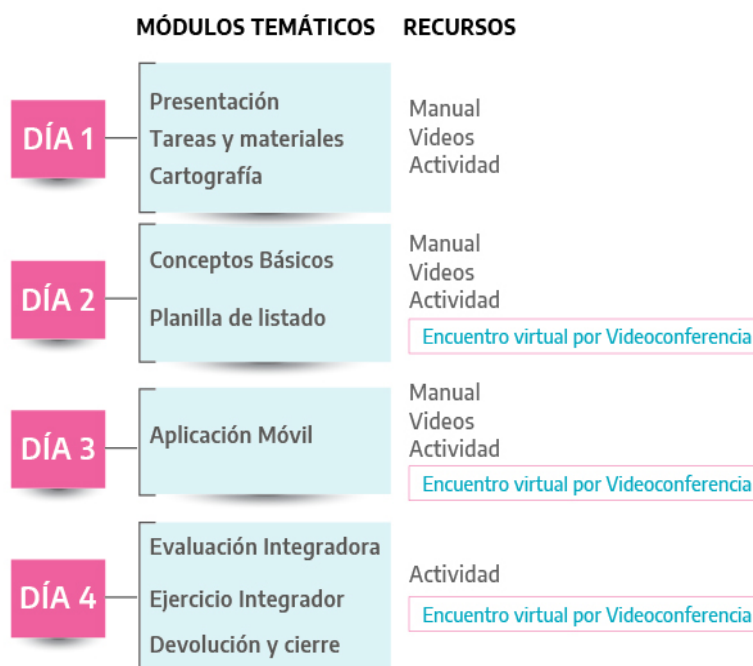 MÓDULOS TEMÁTICOS RECURSOS
DÍA 1
Presentación
Tareas y materiales
Cartografía
Manual
Videos
Actividad
DÍA 2
Conceptos Básicos
Planilla de listado
Manual
Videos
Actividad
Encuentro virtual por Videoconferencia
DÍA 3
Aplicación Móvil
Manual
Videos
Actividad
Encuentro virtual por Videoconferencia
DÍA 4
Evaluación Integradora
Ejercicio Integrador
Devolución y cierre
Actividad
Encuentro virtual por Videoconferencia